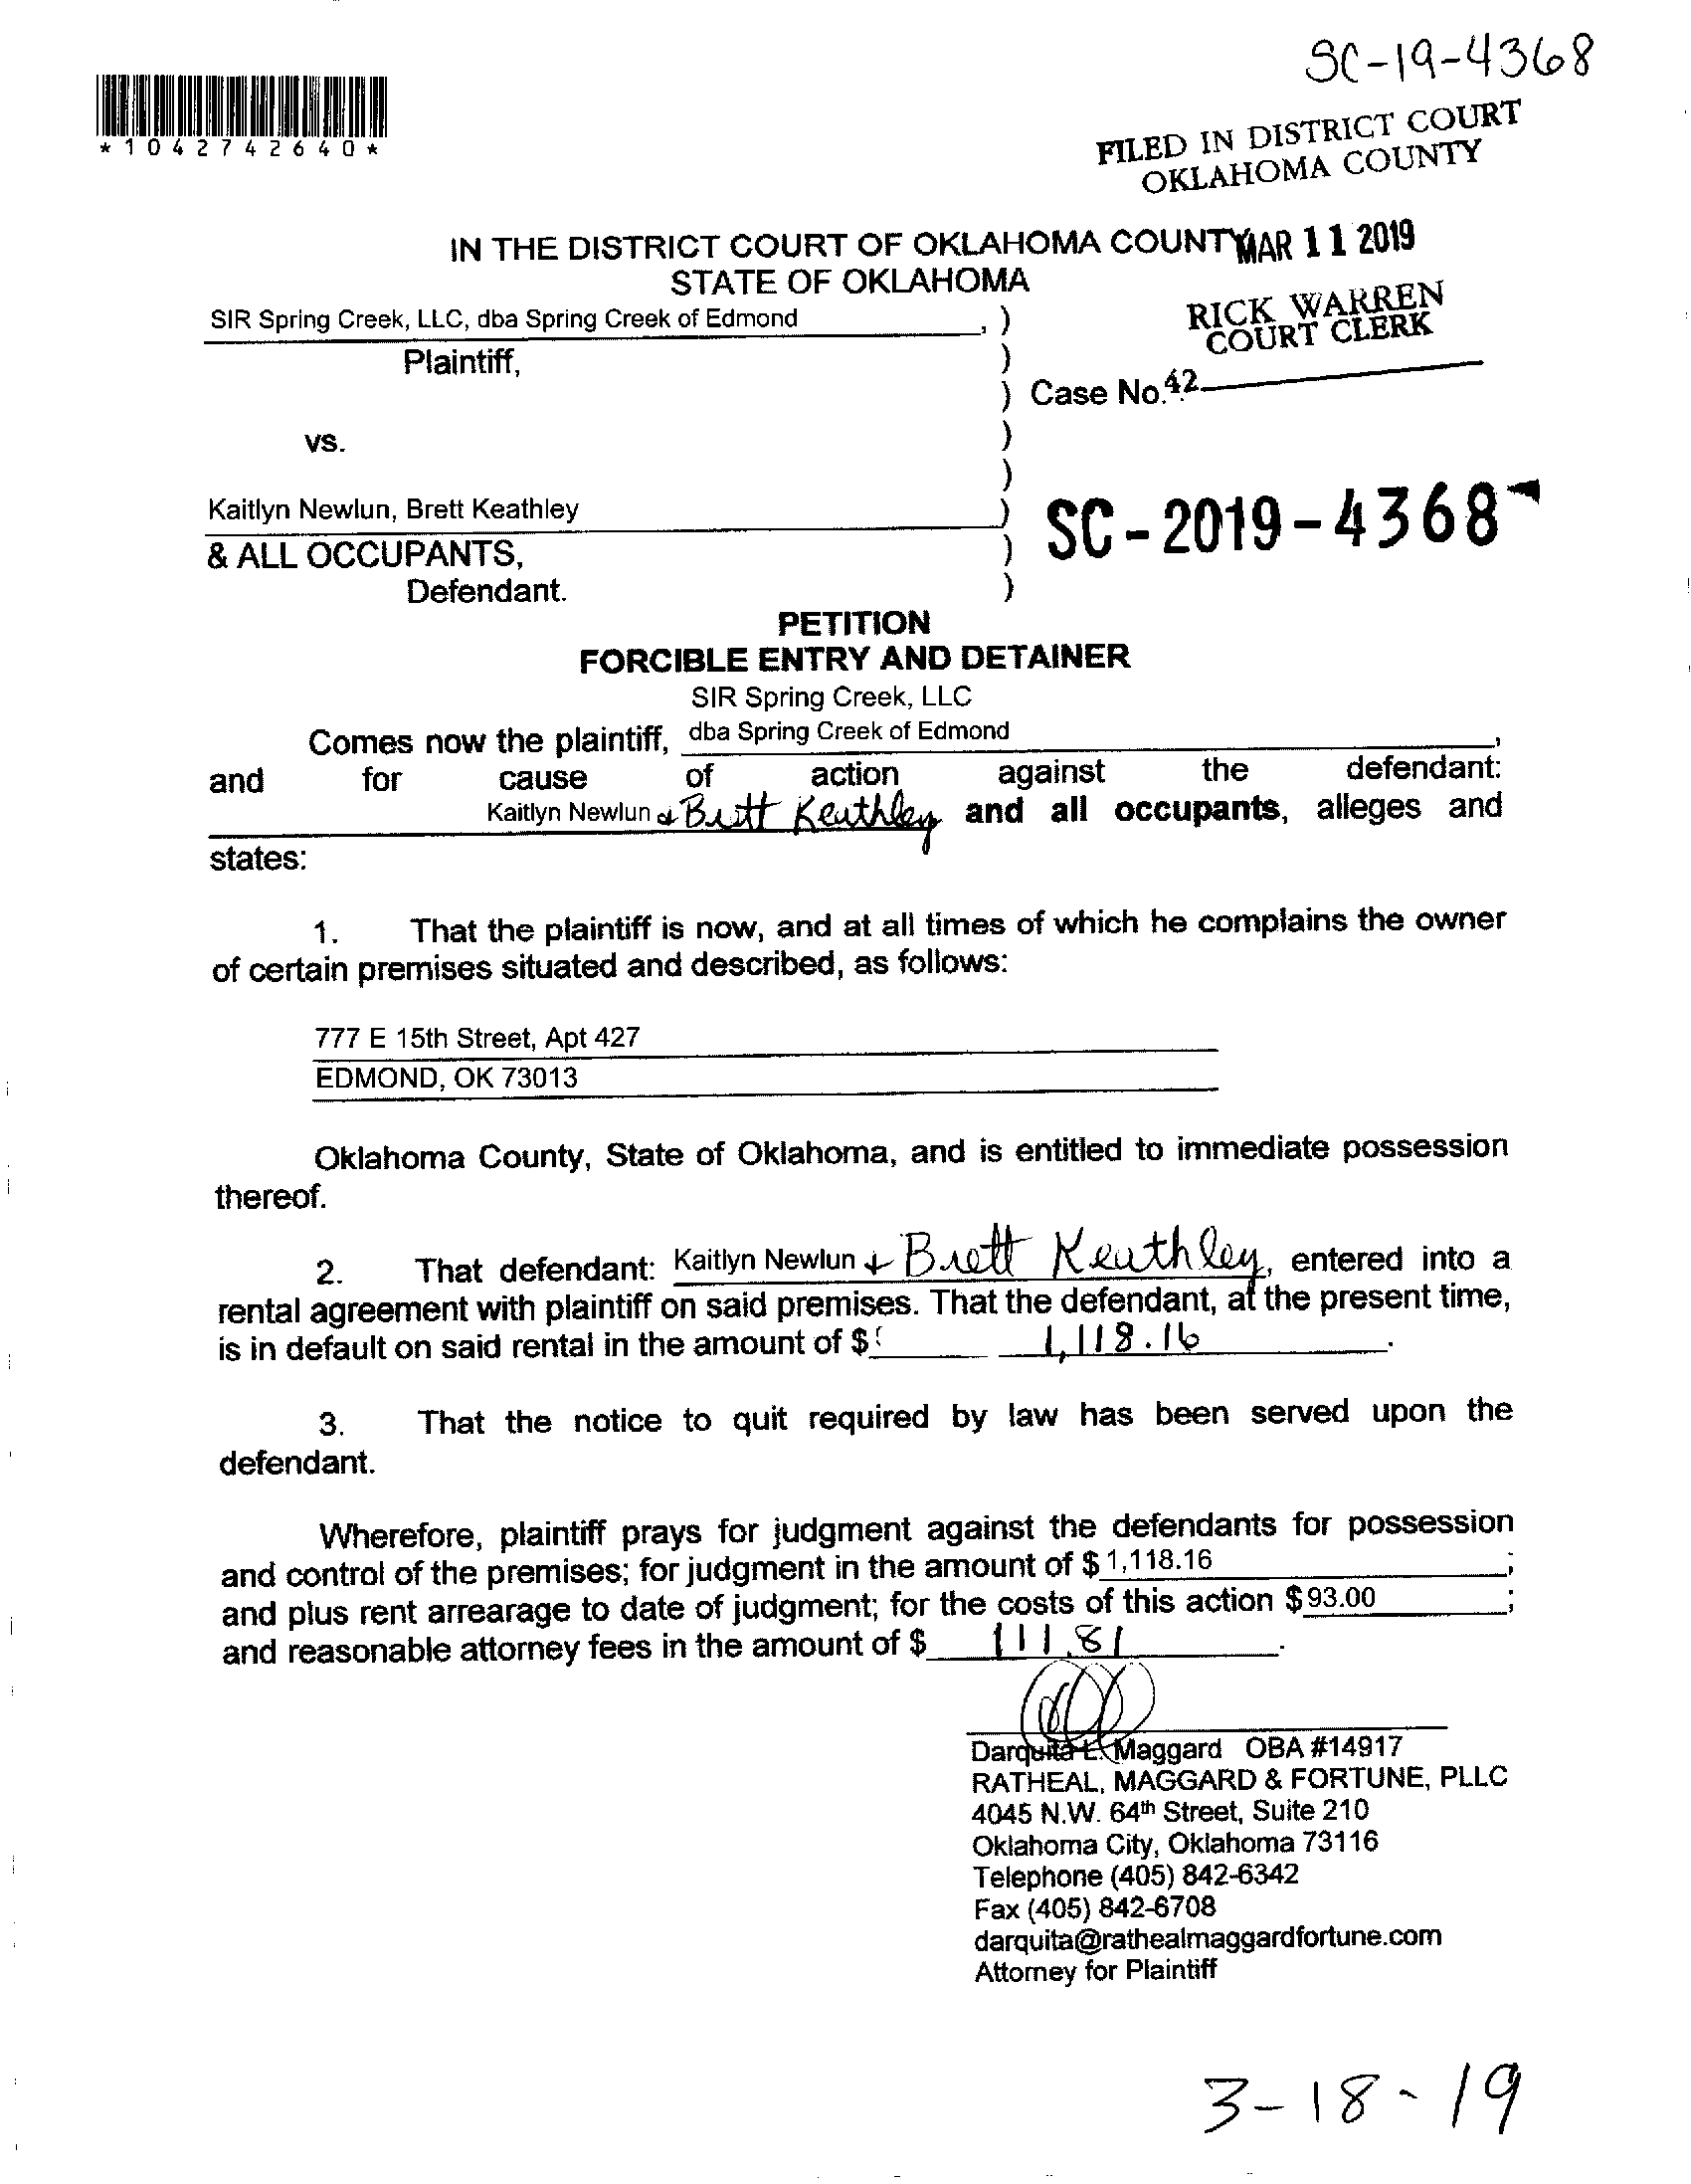 SC-19-4368
*1042742640*
FILED IN DISTRICT COURT
OKLAHOMA COUNTY
IN THE DISTRICT COURT OF OKLAHOMA COUNTY MAR 11 2019
STATE OF OKLAHOMA
SIR Spring Creek, LLC, dba Spring Creek of Edmond , )
RICK WARREN
COURT CLERK
Plaintiff, )
) Case No. 42
vs. )
)
Kaitlyn Newlun, Brett Keathley )
SC-2019-4368
& ALL OCCUPANTS, )
Defendant. )
PETITION
FORCIBLE ENTRY AND DETAINER
SIR Spring Creek, LLC
Comes now the plaintiff, dba Spring Creek of Edmond ,
and for cause of action against the defendant:
Kaitlyn Newlun & Brett Keathley and all occupants, alleges and
states:
1. That the plaintiff is now, and at all times of which he complains the owner
of certain premises situated and described, as follows:
777 E 15th Street, Apt 427
EDMOND, OK 73013
Oklahoma County, State of Oklahoma, and is entitled to immediate possession
thereof.
2. That defendant: Kaitlyn Newlun & Brett Keathley, entered into a
rental agreement with plaintiff on said premises. That the defendant, at the present time,
is in default on said rental in the amount of $ 1,118.16 .
3. That the notice to quit required by law has been served upon the
defendant.
Wherefore, plaintiff prays for judgment against the defendants for possession
and control of the premises; for judgment in the amount of $ 1,118.16 ;
and plus rent arrearage to date of judgment; for the costs of this action $ 93.00 ;
and reasonable attorney fees in the amount of $ 111.81 .
Darquita L. Maggard OBA #14917
RATHEAL, MAGGARD & FORTUNE, PLLC
4045 N.W. 64th Street, Suite 210
Oklahoma City, Oklahoma 73116
Telephone (405) 842-6342
Fax (405) 842-6708
darquita@rathealmaggardfortune.com
Attorney for Plaintiff
3-18-19